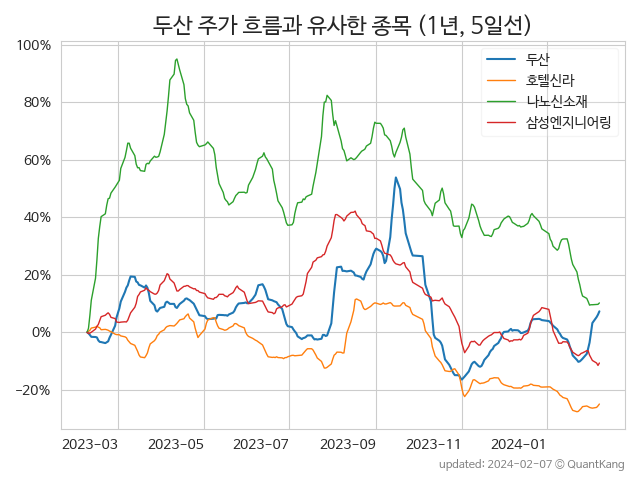 두산 주가 흐름과 유사한 종목 (1년, 5일선)
100%
80%
60%
40%
20%
0%
−20%
두산
호텔신라
나노신소재
삼성엔지니어링
2023-03 2023-05 2023-07 2023-09 2023-11 2024-01
updated: 2024-02-07 © QuantKang